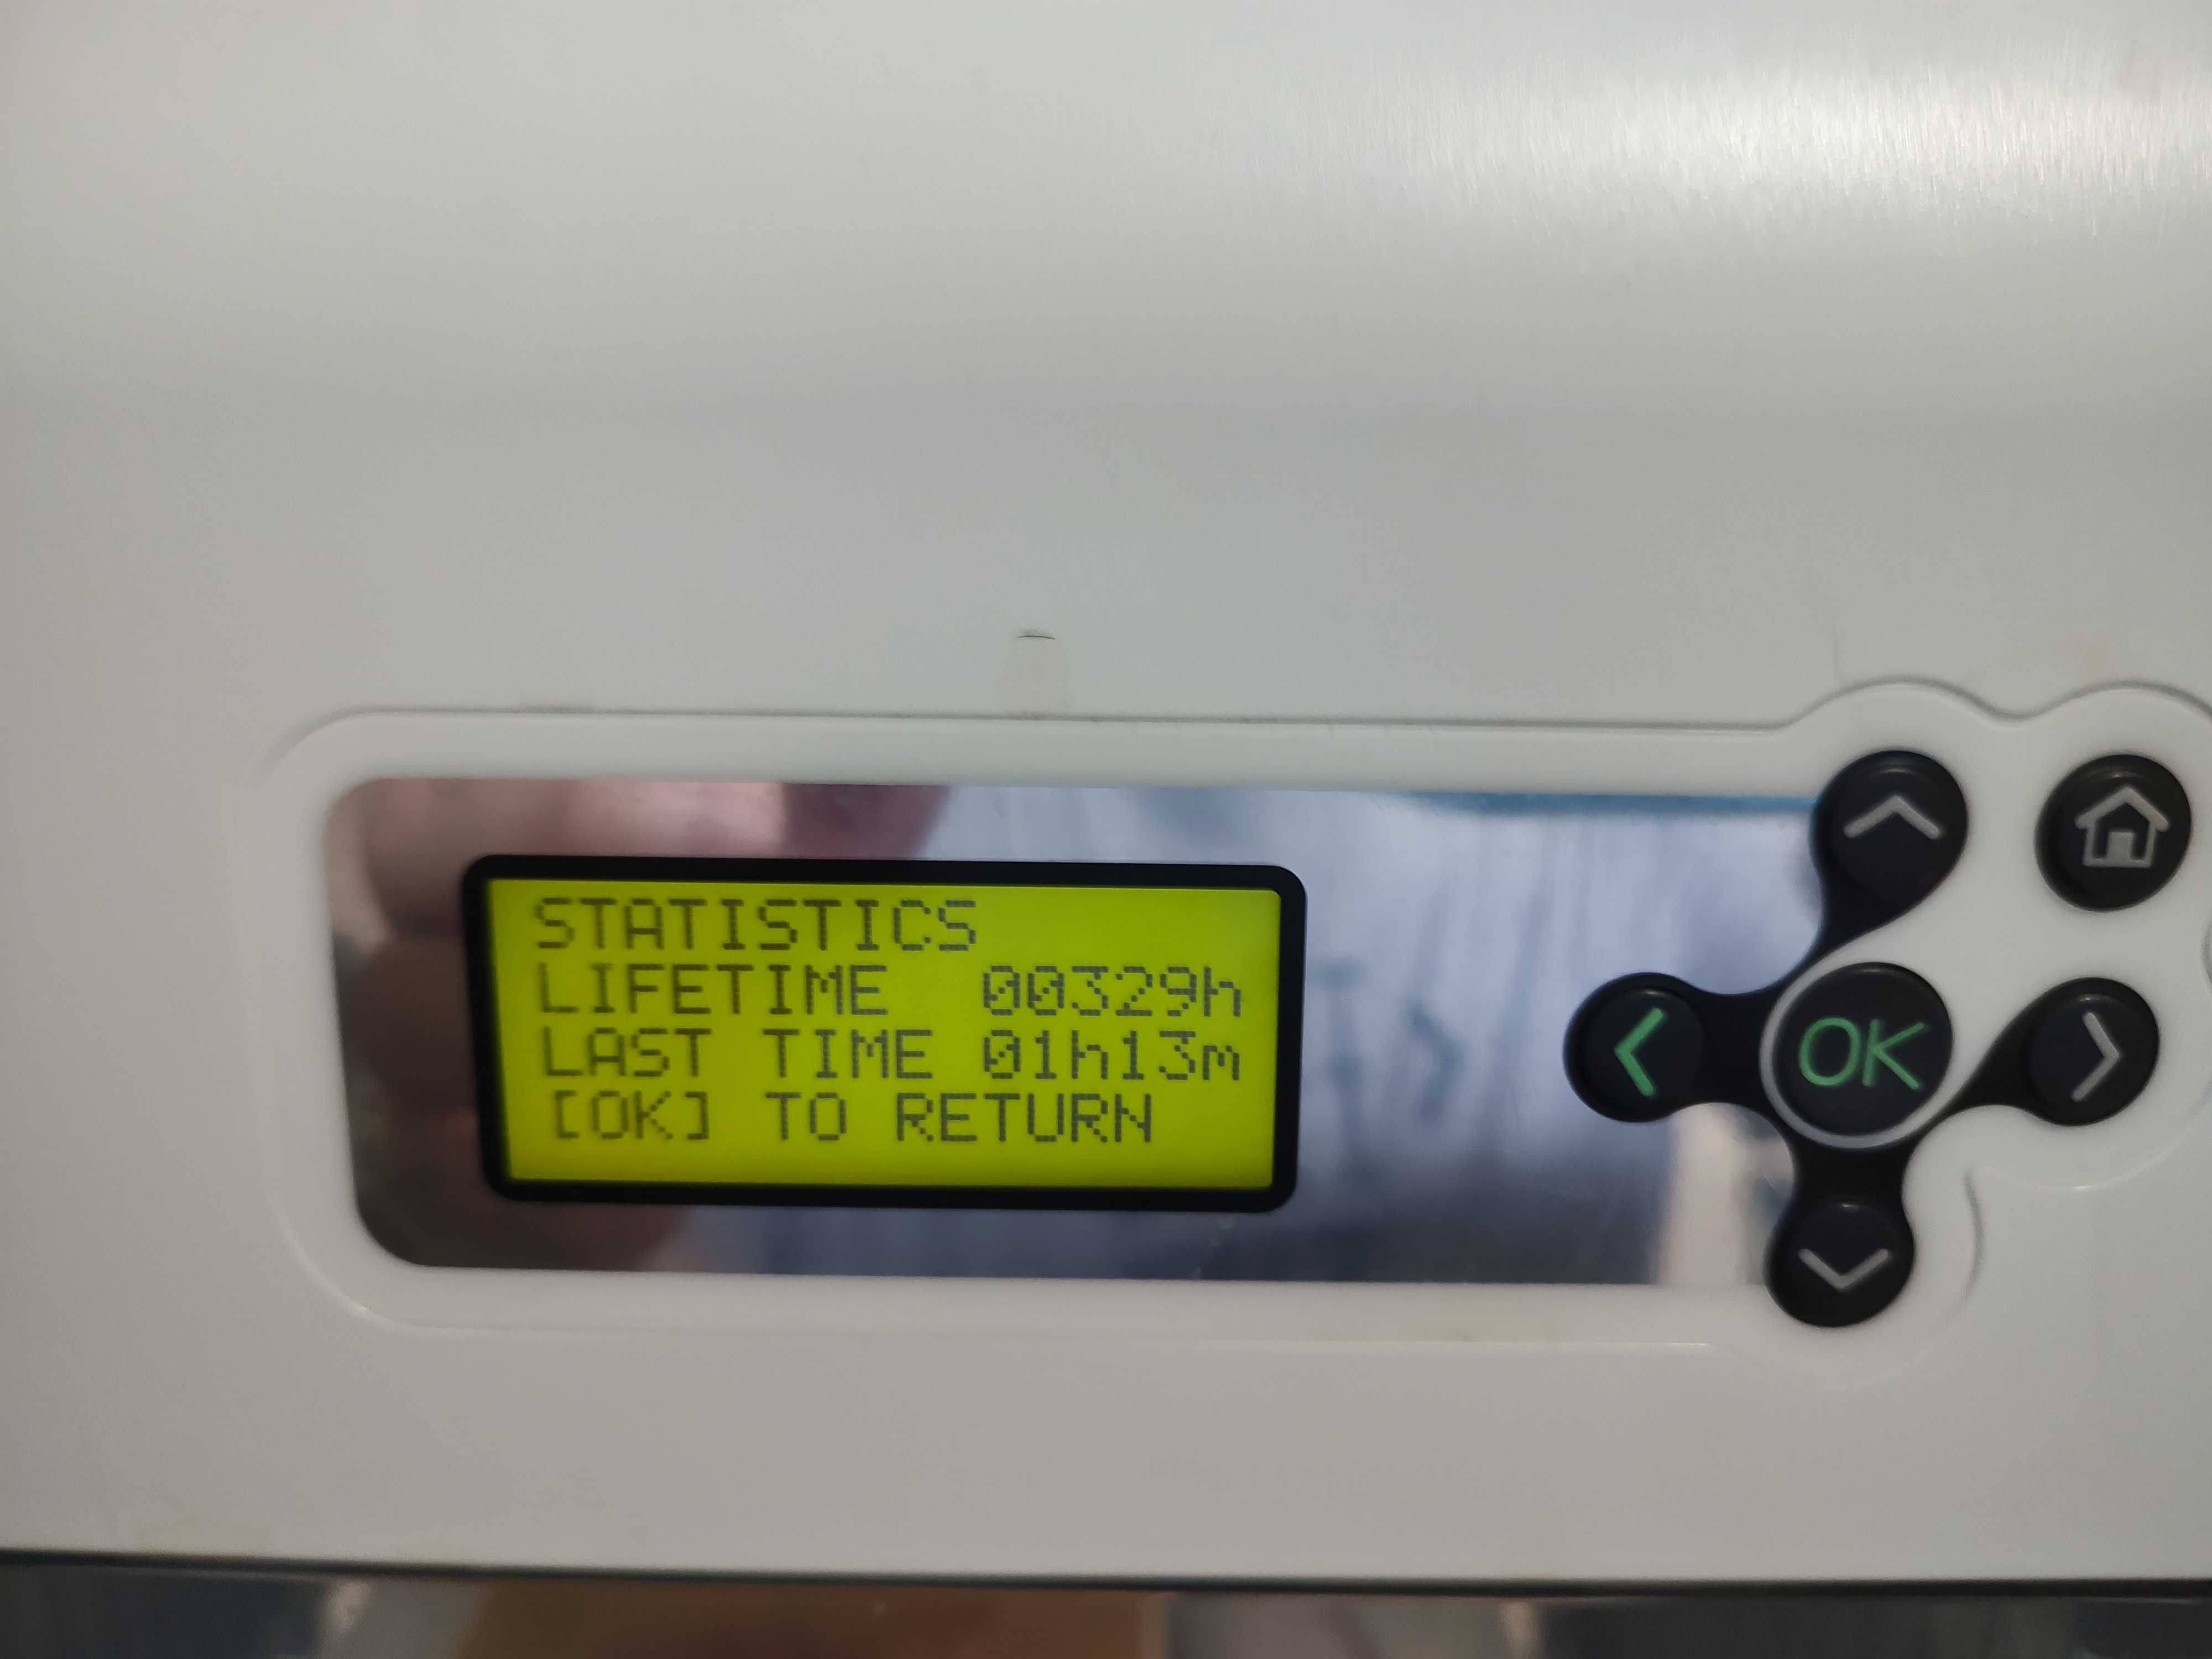 STATISTICS
LIFETIME 00329h
LAST TIME 01h13m
[OK] TO RETURN
OK